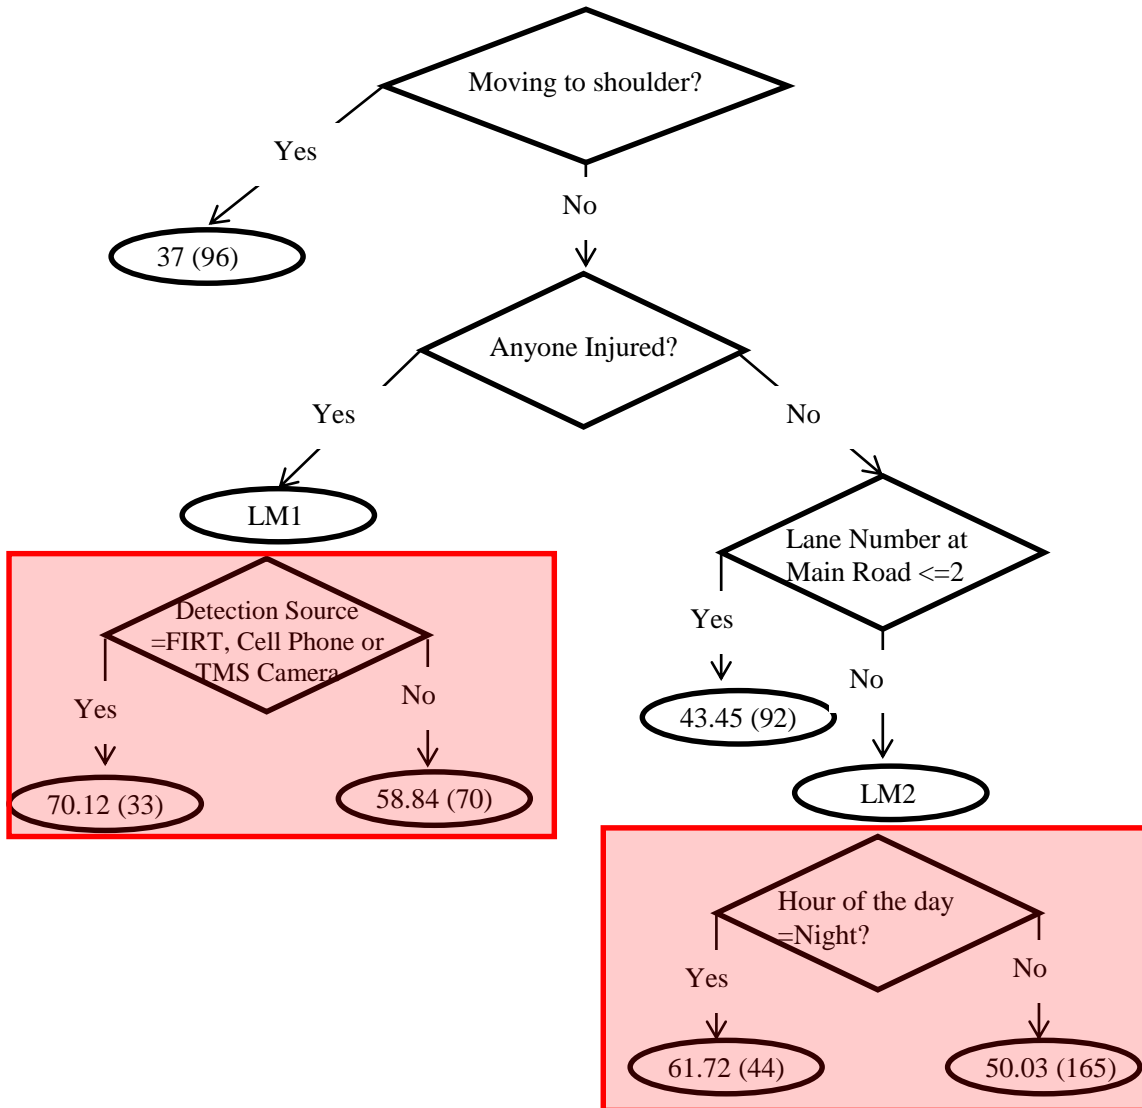 Moving to shoulder?
Yes
No
37 (96)
Anyone Injured?
Yes
No
LM1
Lane Number at
Main Road <=2
Detection Source
=FIRT, Cell Phone or
TMS Camera
Yes
No
Yes
No
43.45 (92)
70.12 (33)
58.84 (70)
LM2
Hour of the day
=Night?
Yes
No
61.72 (44)
50.03 (165)